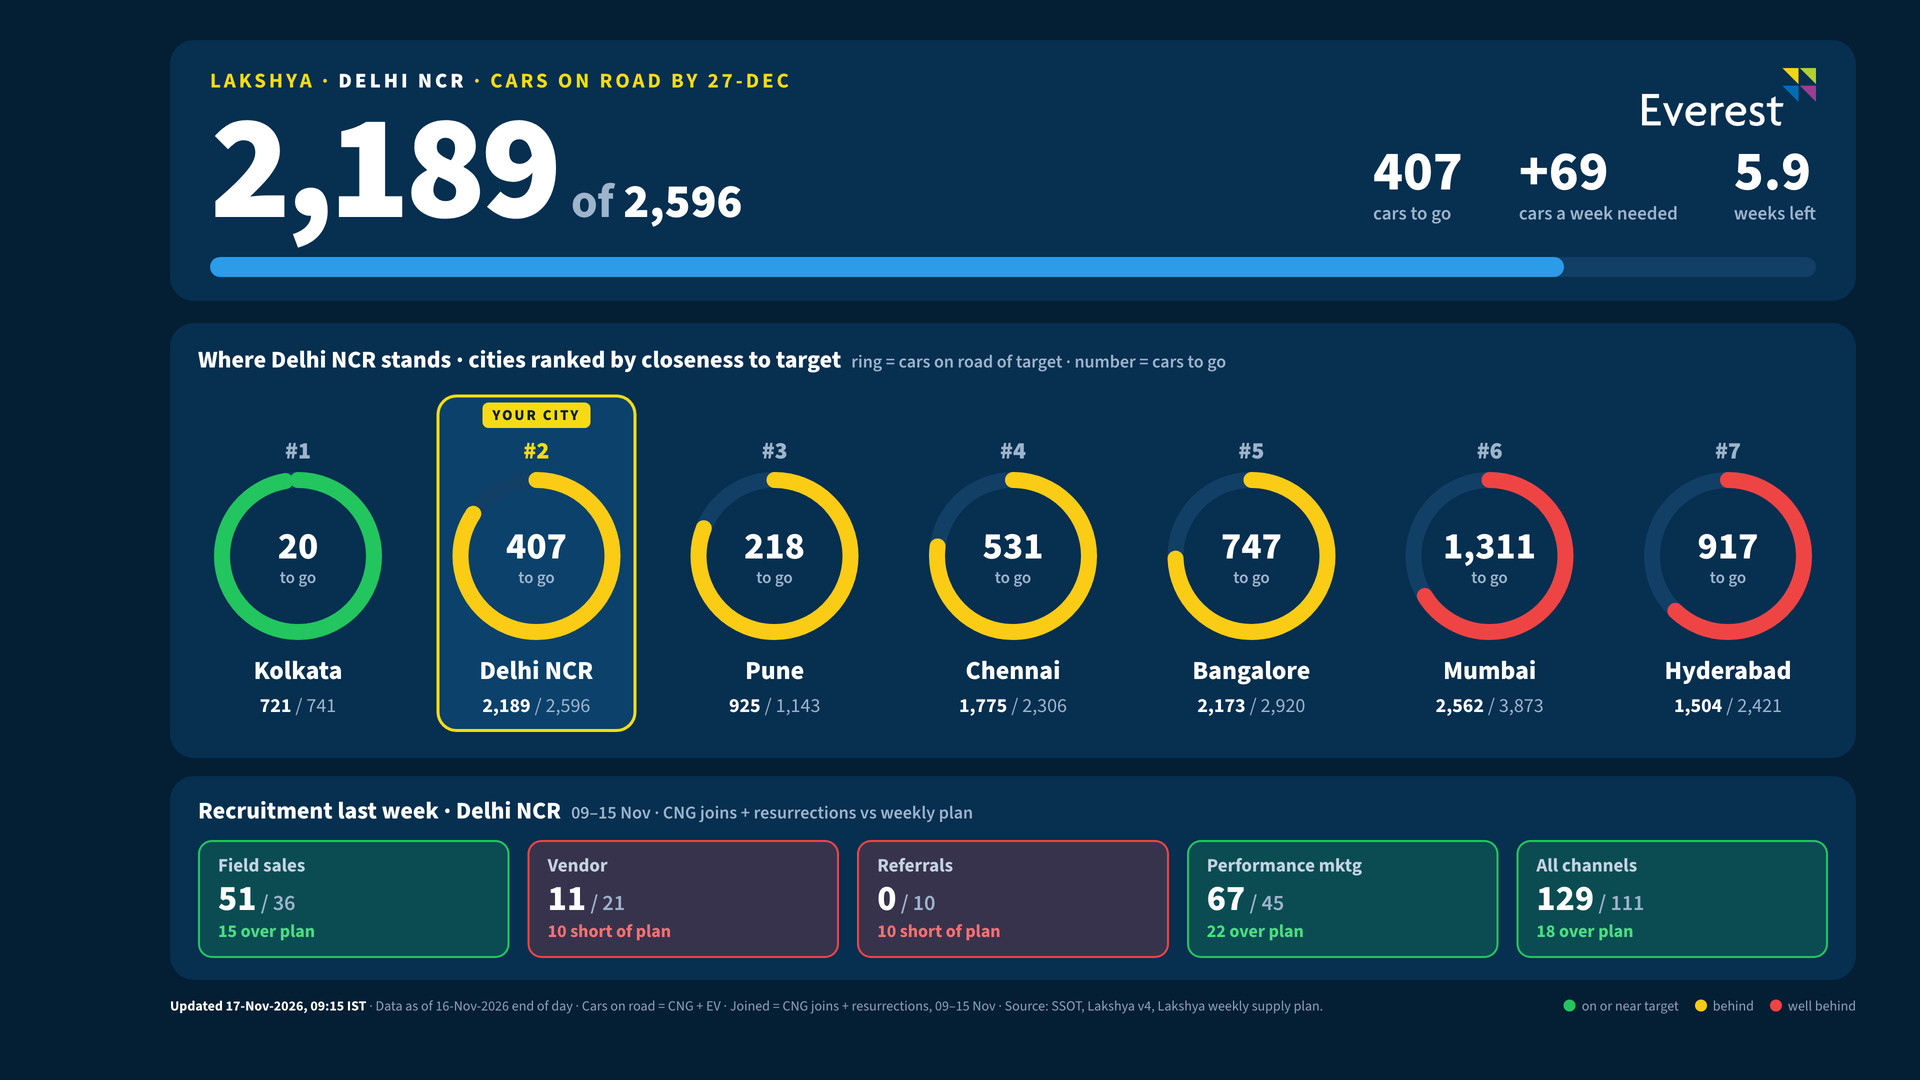 LAKSHYA · DELHI NCR · CARS ON ROAD BY 27-DEC
Everest
2,189 of 2,596
407
cars to go
+69
cars a week needed
5.9
weeks left
Where Delhi NCR stands · cities ranked by closeness to target ring = cars on road of target · number = cars to go
#1
20
to go
Kolkata
721 / 741
YOUR CITY
#2
407
to go
Delhi NCR
2,189 / 2,596
#3
218
to go
Pune
925 / 1,143
#4
531
to go
Chennai
1,775 / 2,306
#5
747
to go
Bangalore
2,173 / 2,920
#6
1,311
to go
Mumbai
2,562 / 3,873
#7
917
to go
Hyderabad
1,504 / 2,421
Recruitment last week · Delhi NCR 09–15 Nov · CNG joins + resurrections vs weekly plan
Field sales
51 / 36
15 over plan
Vendor
11 / 21
10 short of plan
Referrals
0 / 10
10 short of plan
Performance mktg
67 / 45
22 over plan
All channels
129 / 111
18 over plan
Updated 17-Nov-2026, 09:15 IST · Data as of 16-Nov-2026 end of day · Cars on road = CNG + EV · Joined = CNG joins + resurrections, 09–15 Nov · Source: SSOT, Lakshya v4, Lakshya weekly supply plan.
on or near target
behind
well behind